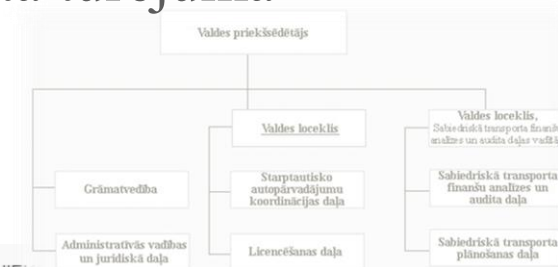 Valdes priekšsēdētājs
Valdes loceklis
Valdes loceklis,
Sabiedriskā transporta finanšu
analīzes un audita daļas
Grāmatvedība
Starptautisko
autopārvadājumu
koordinācijas daļa
Sabiedriskā transporta
finanšu analīzes un
audita daļa
Administratīvās vadības
un juridiskā daļa
Licencēšanas daļa
Sabiedriskā transporta
plānošanas daļa